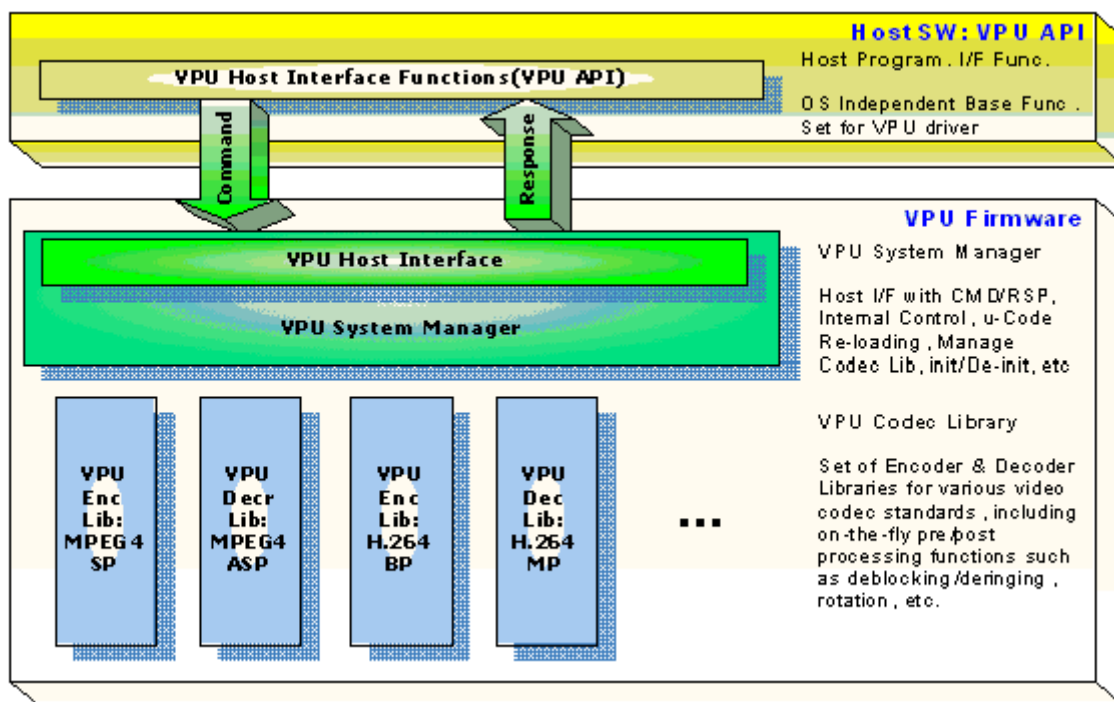 HostSW: VPU API
VPU Host Interface Functions(VPU API)
Host Program. I/F Func.
OS Independent Base Func.
Set for VPU driver
Command
Response
VPU Firmware
VPU Host Interface
VPU System Manager
VPU System Manager
Host I/F with CMD/RSP,
Internal Control, u-Code
Re-loading, Manage
Codec Lib, init/De-init, etc
VPU
Enc
Lib:
MPEG4
SP
VPU
Decr
Lib:
MPEG4
ASP
VPU
Enc
Lib:
H.264
BP
VPU
Dec
Lib:
H.264
MP
...
VPU Codec Library
Set of Encoder & Decoder
Libraries for various video
codec standards, including
on-the-fly pre/post
processing functions such
as deblocking/deringing,
rotation, etc.